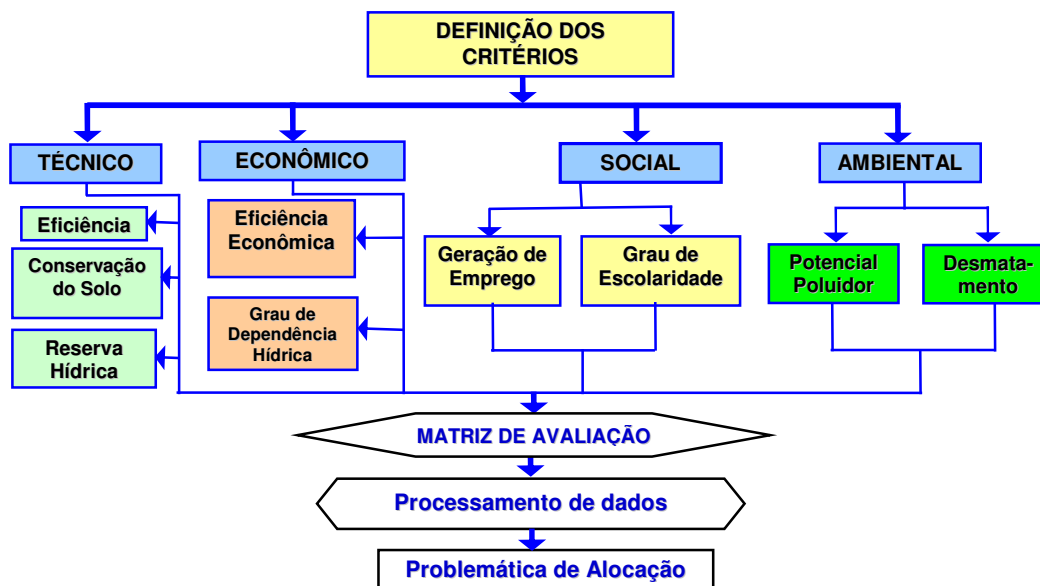 DEFINIÇÃO DOS
CRITÉRIOS
TÉCNICO
ECONÔMICO
SOCIAL
AMBIENTAL
Eficiência
Conservação
do Solo
Reserva
Hídrica
Eficiência
Econômica
Grau de
Dependência
Hídrica
Geração de
Emprego
Grau de
Escolaridade
Potencial
Poluidor
Desmata-
mento
MATRIZ DE AVALIAÇÃO
Processamento de dados
Problemática de Alocação